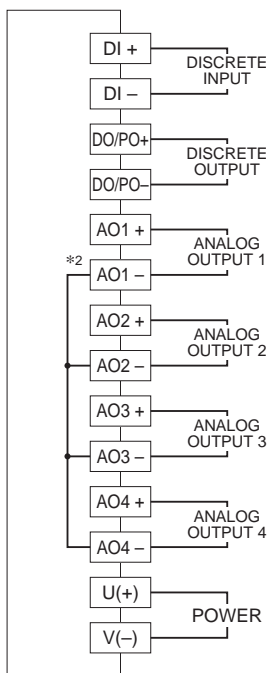 DI +
DISCRETE
INPUT
DI –
DO/PO+
DISCRETE
OUTPUT
DO/PO–
AO1 +
ANALOG
OUTPUT 1
*2
AO1 –
AO2 +
ANALOG
OUTPUT 2
AO2 –
AO3 +
ANALOG
OUTPUT 3
AO3 –
AO4 +
ANALOG
OUTPUT 4
AO4 –
U(+)
POWER
V(–)